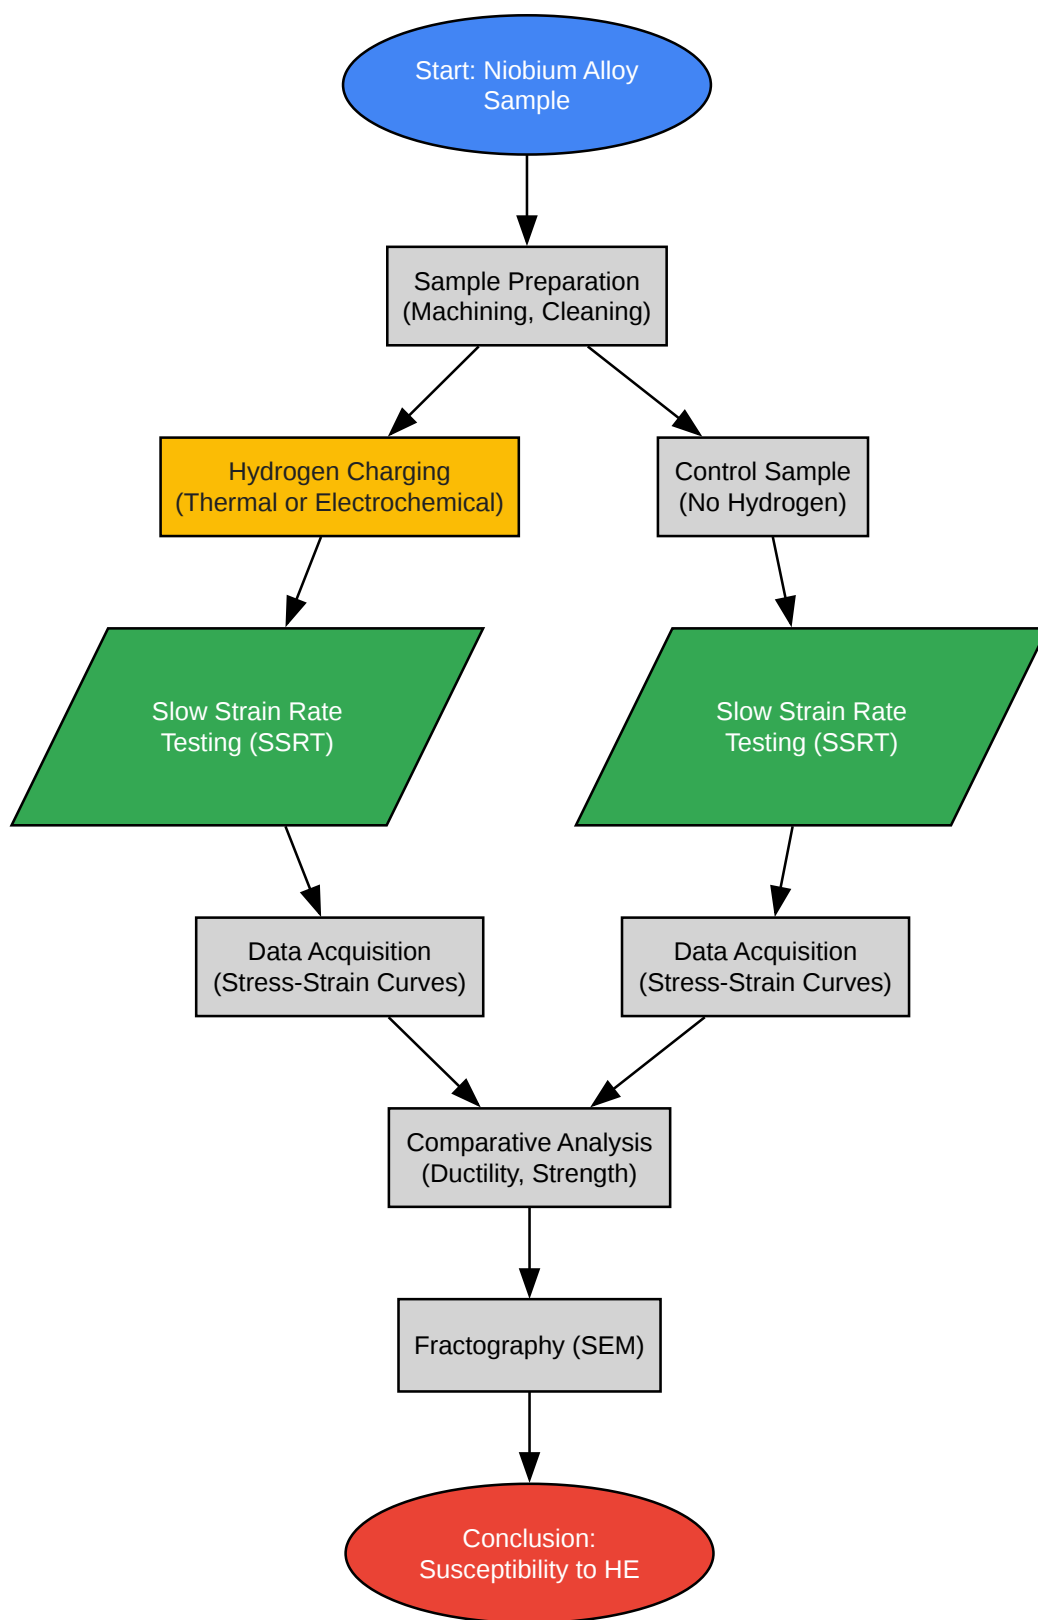 Start: Niobium Alloy
Sample
Sample Preparation
(Machining, Cleaning)
Hydrogen Charging
(Thermal or Electrochemical)
Control Sample
(No Hydrogen)
Slow Strain Rate
Testing (SSRT)
Slow Strain Rate
Testing (SSRT)
Data Acquisition
(Stress-Strain Curves)
Data Acquisition
(Stress-Strain Curves)
Comparative Analysis
(Ductility, Strength)
Fractography (SEM)
Conclusion:
Susceptibility to HE